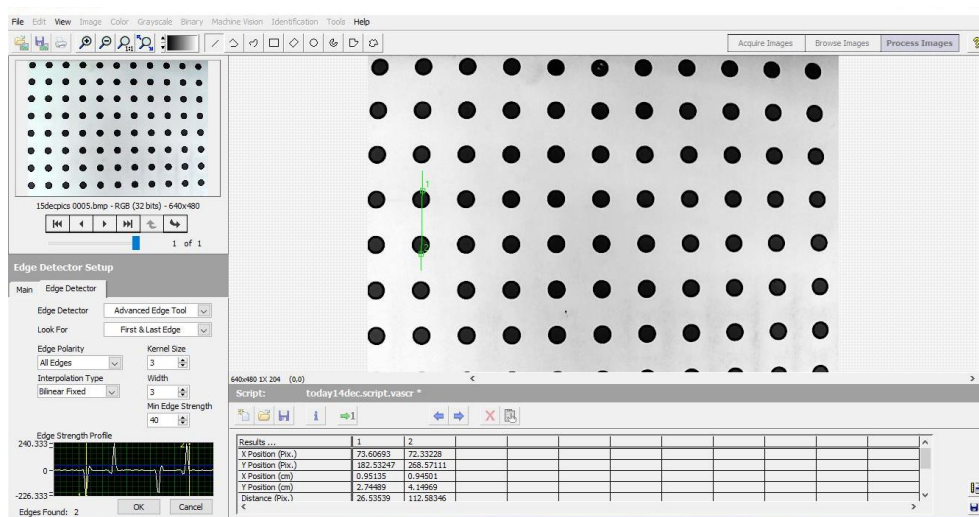 File Edit View Image Color Grayscale Binary Machine Vision Identification Tools Help
Acquire Images Browse Images Process Images
15decpics 0005.bmp - RGB (32 bits) - 640x480
1 of 1
Edge Detector Setup
Main Edge Detector
Edge Detector Advanced Edge Tool
Look For First & Last Edge
Edge Polarity Kernel Size
All Edges 3
Interpolation Type Width
Bilinear Fixed 3
Min Edge Strength
40
Edge Strength Profile
240.333
0
-226.333
Edges Found: 2 OK Cancel
1
2
640x480 1X 204 (0,0)
Script: today14dec.script.vascr *
1
Results ... 1 2
X Position (Pix.) 73.60693 72.33228
Y Position (Pix.) 182.53247 268.57111
X Position (cm) 0.95135 0.94501
Y Position (cm) 2.74489 4.14969
Distance (Pix.) 26.53539 112.58346